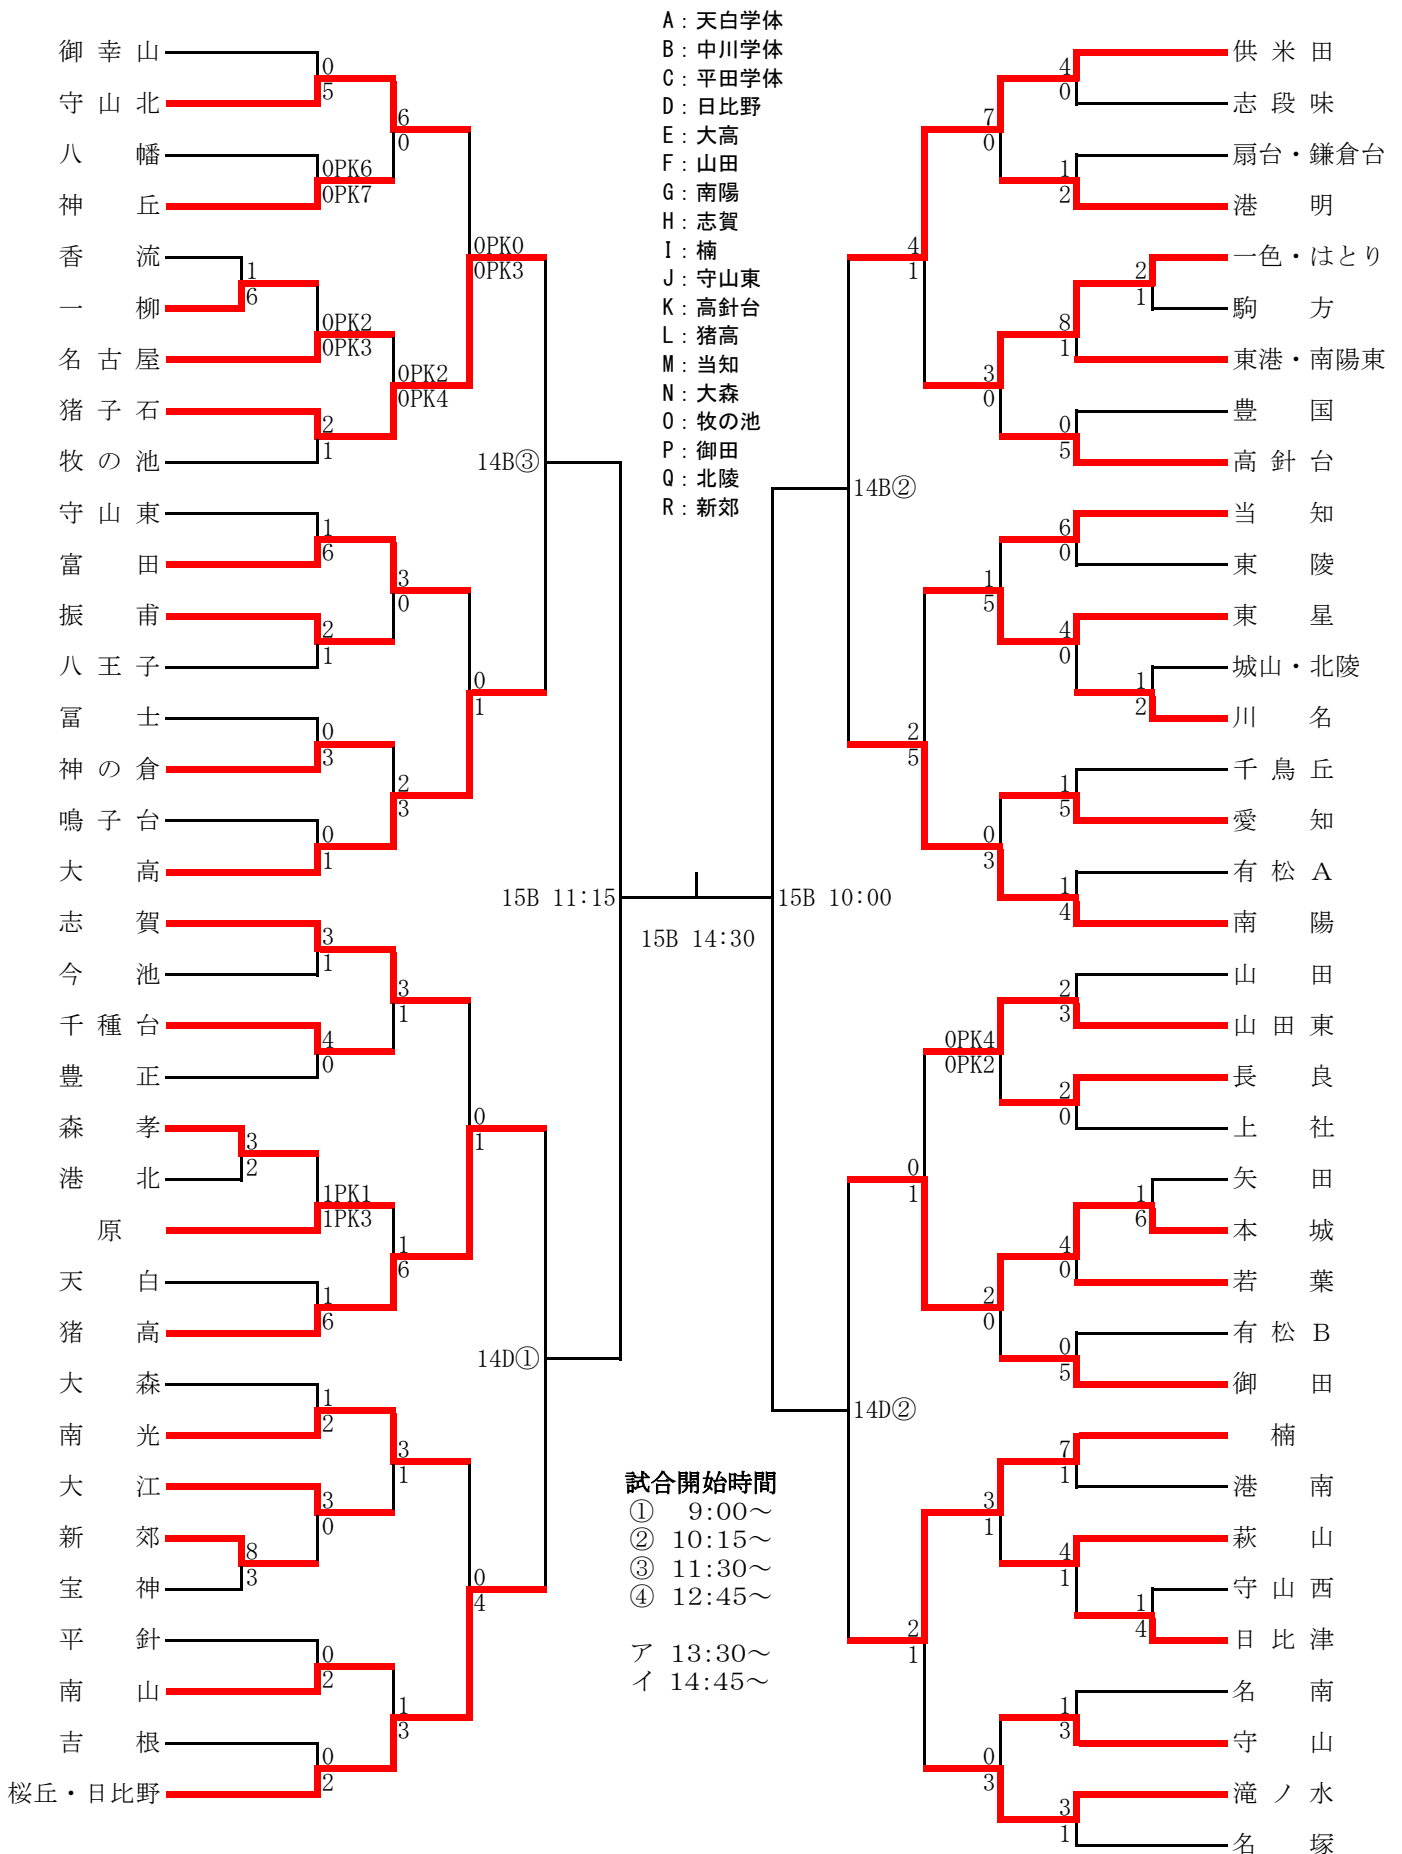 A：天白学体
B：中川学体
C：平田学体
D：日比野
E：大高
F：山田
G：南陽
H：志賀
I：楠
J：守山東
K：高針台
L：猪高
M：当知
N：大森
O：牧の池
P：御田
Q：北陵
R：新郊
御幸山
0
5
守山北
6
0
八幡
0PK6
0PK7
神丘
0PK0
0PK3
香流
1
6
一柳
0PK2
0PK3
名古屋
0PK2
0PK4
猪子石
2
1
牧の池
14B③
守山東
1
6
富田
3
0
振甫
2
1
八王子
0
1
冨士
0
3
神の倉
2
3
鳴子台
0
1
大高
15B 11:15
志賀
3
1
今池
3
1
千種台
4
0
豊正
0
1
森孝
3
2
港北
1PK1
1PK3
原
1
6
天白
1
6
猪高
14D①
大森
1
2
南光
3
1
大江
3
0
新郊
8
3
宝神
0
4
平針
0
2
南山
1
3
吉根
0
2
桜丘・日比野
15B 14:30
試合開始時間
① 9:00～
② 10:15～
③ 11:30～
④ 12:45～
ア 13:30～
イ 14:45～
供米田
4
0
志段味
7
0
扇台・鎌倉台
1
2
港明
4
1
一色・はとり
2
1
駒方
8
1
東港・南陽東
3
0
豊国
0
5
高針台
14B②
当知
6
0
東陵
1
5
東星
4
0
城山・北陵
1
2
川名
2
5
千鳥丘
1
5
愛知
0
3
有松A
1
4
南陽
15B 10:00
山田
2
3
山田東
0PK4
0PK2
長良
2
0
上社
0
1
矢田
1
6
本城
4
0
若葉
2
0
有松B
0
5
御田
14D②
楠
7
1
港南
3
1
萩山
4
1
守山西
1
4
日比津
2
1
名南
1
3
守山
0
3
滝ノ水
3
1
名塚